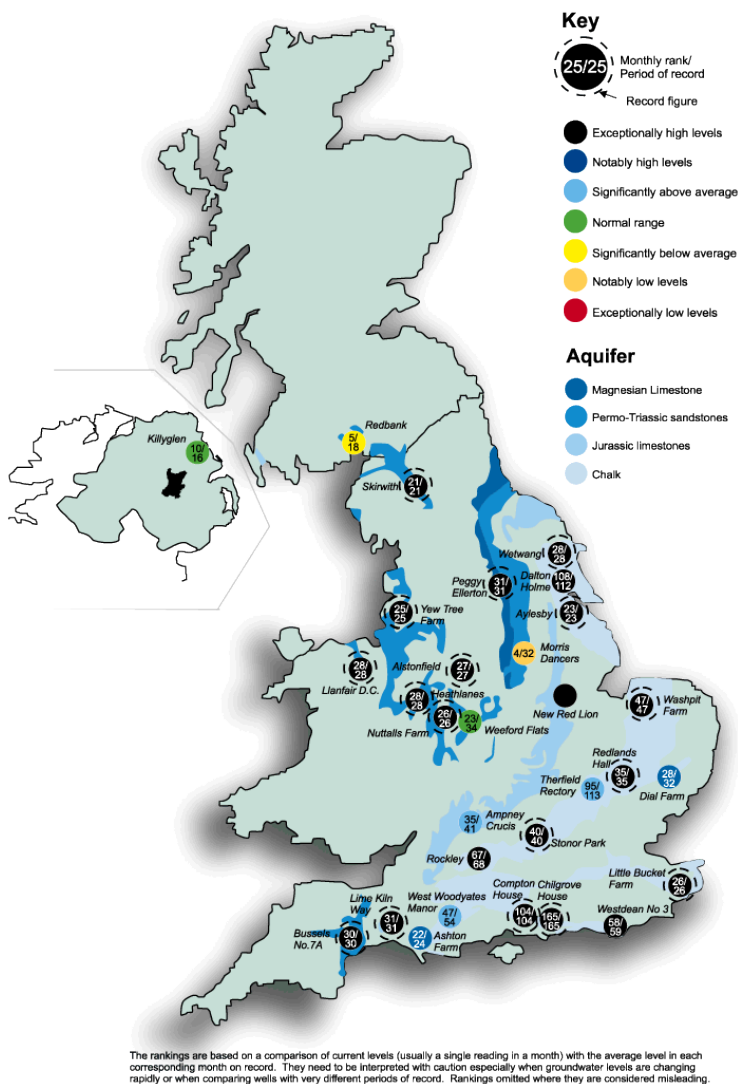 Key
25/25
Monthly rank/
Period of record
Record figure
Exceptionally high levels
Notably high levels
Significantly above average
Normal range
Significantly below average
Notably low levels
Exceptionally low levels
Aquifer
Magnesian Limestone
Permo-Triassic sandstones
Jurassic limestones
Chalk
Redbank
5/
18
Killyglen
10/
16
Skirwith
21/
21
Wetwang
28/
28
Peggy
Ellerton
31/
31
Dalton
Holme
108/
112
Aylesby
23/
23
25/
25
Yew Tree
Farm
4/32
Morris
Dancers
28/
28
Llanfair D.C.
Alstonfield
27/
27
28/
28
Heathlanes
26/
26
Nuttalls Farm
23/
34
Weeford Flats
New Red Lion
47/
47
Washpit
Farm
Redlands
Hall
35/
35
28/
32
Dial Farm
Therfield
Rectory
95/
113
35/
41
Ampney
Crucis
40/
40
Stonor Park
Rockley
67/
68
Little Bucket
Farm
26/
26
Lime Kiln
Way
31/
31
West Woodyates
Manor
47/
54
Compton
House
104/
104
Chilgrove
House
165/
165
Westdean No 3
58/
59
Bussels
No.7A
30/
30
22/
24
Ashton
Farm
The rankings are based on a comparison of current levels (usually a single reading in a month) with the average level in each
corresponding month on record. They need to be interpreted with caution especially when groundwater levels are changing
rapidly or when comparing wells with very different periods of record. Rankings omitted where they are considered misleading.